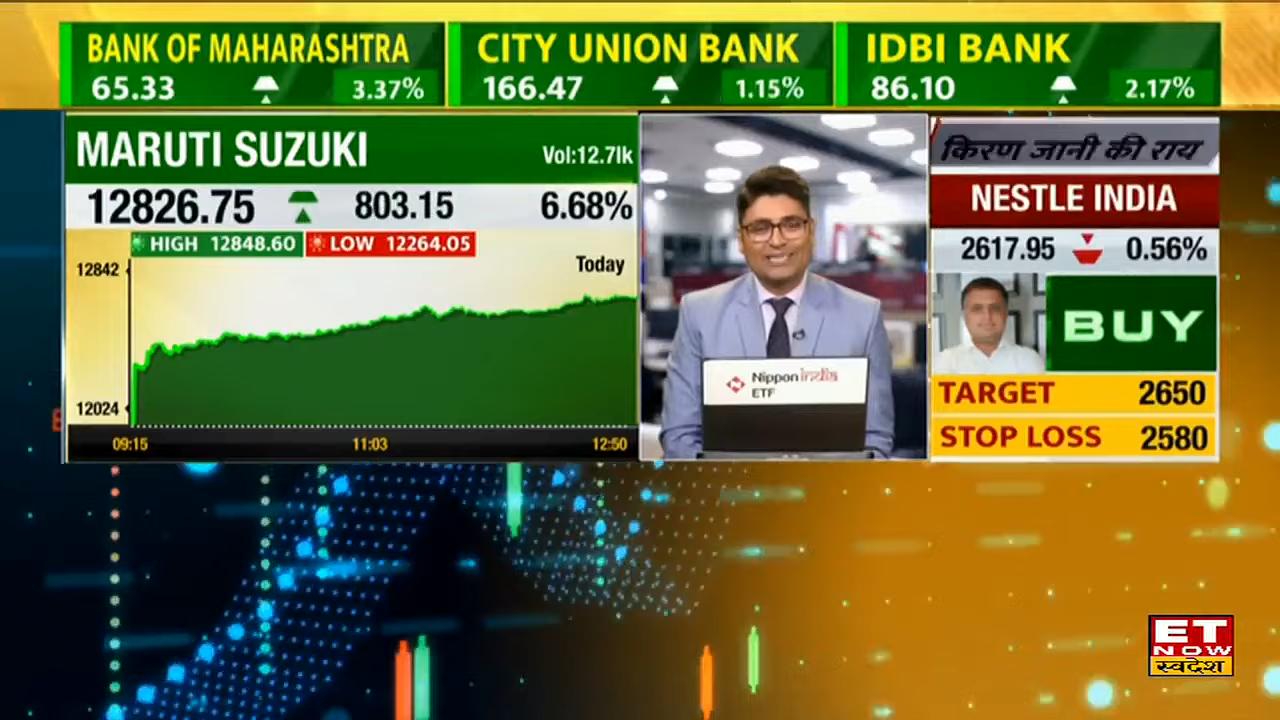 BANK OF MAHARASHTRA
65.33 3.37%
CITY UNION BANK
166.47 1.15%
IDBI BANK
86.10 2.17%
MARUTI SUZUKI Vol:12.7lk
12826.75 803.15 6.68%
HIGH 12848.60 LOW 12264.05
Today
12842
12024
09:15 11:03 12:50
Nippon india
ETF
किरण जानी की राय
NESTLE INDIA
2617.95 0.56%
BUY
TARGET 2650
STOP LOSS 2580
ET
NOW
स्वदेश